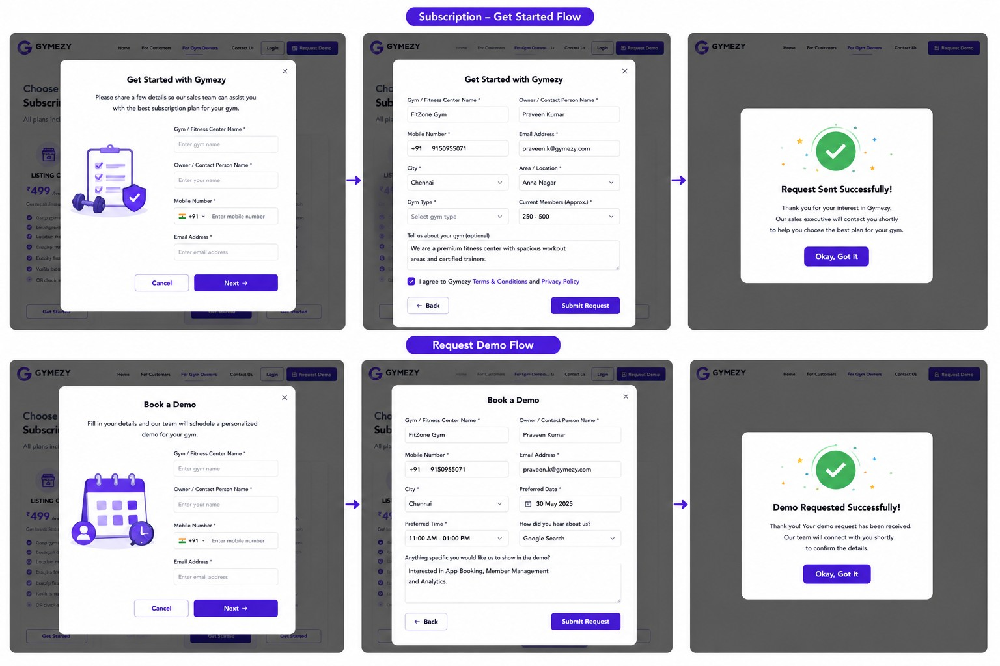 Subscription – Get Started Flow
GYMEZY
Home For Customers For Gym Owners Contact Us Login Request Demo
Choose
Subscri
All plans incl
LISTING
₹499
Get Started
Get Started
Get Started
Get Started with Gymezy
Please share a few details so our sales team can assist you
with the best subscription plan for your gym.
Gym / Fitness Center Name *
Enter gym name
Owner / Contact Person Name *
Enter your name
Mobile Number *
+91 Enter mobile number
Email Address *
Enter email address
Cancel Next →
GYMEZY
Home For Customers Contact Us Login Request Demo
Get Started with Gymezy
Gym / Fitness Center Name * Owner / Contact Person Name *
FitZone Gym Praveen Kumar
Mobile Number * Email Address *
+91 9150955071 praveen.k@gymezy.com
City * Area / Location *
Chennai Anna Nagar
Gym Type * Current Members (Approx.) *
Select gym type 250 - 500
Tell us about your gym (optional)
We are a premium fitness center with spacious workout
areas and certified trainers.
I agree to Gymezy Terms & Conditions and Privacy Policy
← Back Submit Request
GYMEZY
Home For Customers For Gym Owners Contact Us Request Demo
Request Sent Successfully!
Thank you for your interest in Gymezy.
Our sales executive will contact you shortly
to help you choose the best plan for your gym.
Okay, Got It
Request Demo Flow
GYMEZY
Home For Customers For Gym Owners Contact Us Login Request Demo
Choose
Subscri
All plans incl
LISTING
₹499
Get Started
Get Started
Get Started
Book a Demo
Fill in your details and our team will schedule a personalized
demo for your gym.
Gym / Fitness Center Name *
Enter gym name
Owner / Contact Person Name *
Enter your name
Mobile Number *
+91 Enter mobile number
Email Address *
Enter email address
Cancel Next →
GYMEZY
Home For Customers Contact Us Login Request Demo
Book a Demo
Gym / Fitness Center Name * Owner / Contact Person Name *
FitZone Gym Praveen Kumar
Mobile Number * Email Address *
+91 9150955071 praveen.k@gymezy.com
City * Preferred Date *
Chennai 30 May 2025
Preferred Time * How did you hear about us?
11:00 AM - 01:00 PM Google Search
Anything specific you would like us to show in the demo?
Interested in App Booking, Member Management
and Analytics.
← Back Submit Request
GYMEZY
Home For Customers For Gym Owners Contact Us Request Demo
Demo Requested Successfully!
Thank you! Your demo request has been received.
Our team will connect with you shortly
to confirm the details.
Okay, Got It